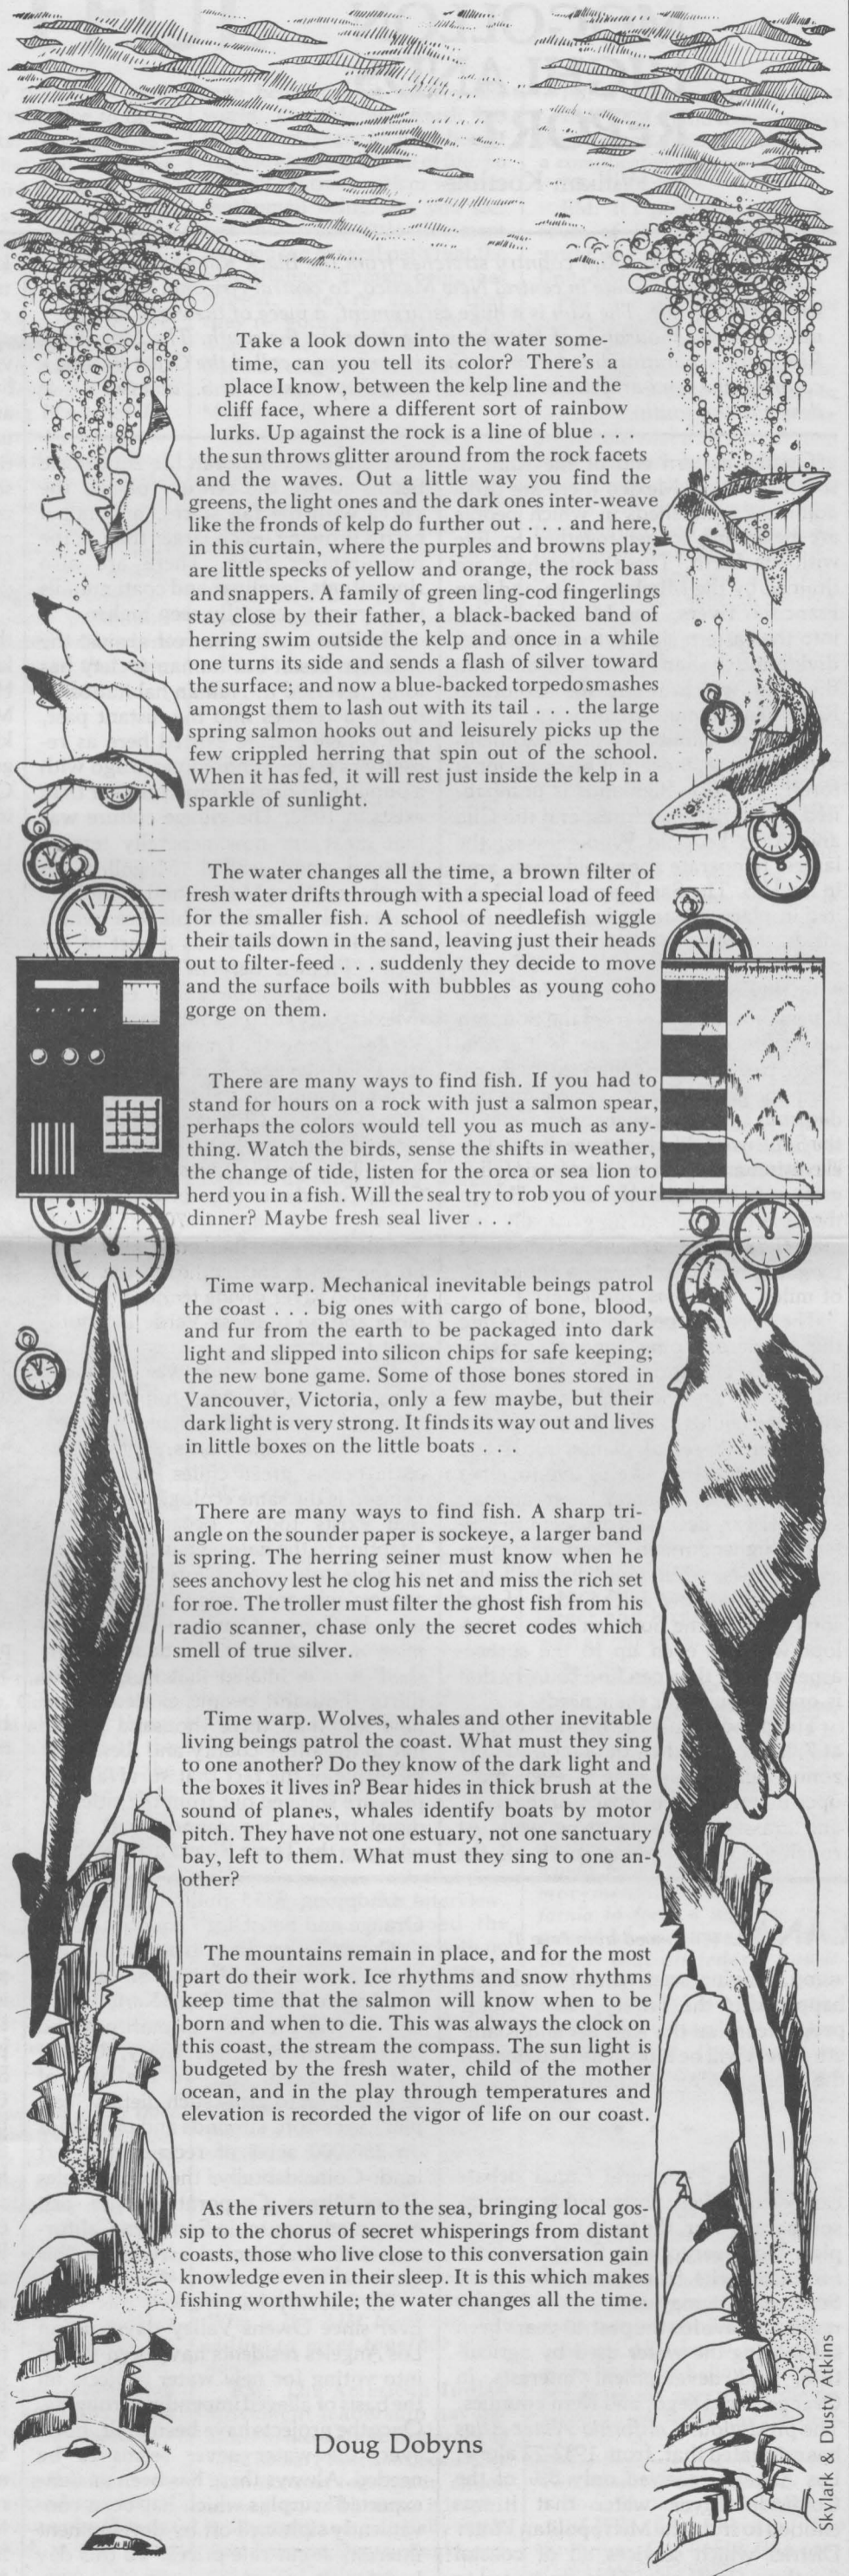 Take a look down into the water some-
time, can you tell its color? There's a
place I know, between the kelp line and the
cliff face, where a different sort of rainbow
lurks. Up against the rock is a line of blue . . .
the sun throws glitter around from the rock facets
and the waves. Out a little way you find the
greens, the light ones and the dark ones inter-weave
like the fronds of kelp do further out . . . and here,
in this curtain, where the purples and browns play,
are little specks of yellow and orange, the rock bass
and snappers. A family of green ling-cod fingerlings
stay close by their father, a black-backed band of
herring swim outside the kelp and once in a while
one turns its side and sends a flash of silver toward
the surface; and now a blue-backed torpedo smashes
amongst them to lash out with its tail . . . the large
spring salmon hooks out and leisurely picks up the
few crippled herring that spin out of the school.
When it has fed, it will rest just inside the kelp in a
sparkle of sunlight.
The water changes all the time, a brown filter of
fresh water drifts through with a special load of feed
for the smaller fish. A school of needlefish wiggle
their tails down in the sand, leaving just their heads
out to filter-feed . . . suddenly they decide to move
and the surface boils with bubbles as young coho
gorge on them.
There are many ways to find fish. If you had to
stand for hours on a rock with just a salmon spear,
perhaps the colors would tell you as much as any-
thing. Watch the birds, sense the shifts in weather,
the change of tide, listen for the orca or sea lion to
herd you in a fish. Will the seal try to rob you of your
dinner? Maybe fresh seal liver . . .
Time warp. Mechanical inevitable beings patrol
the coast . . . big ones with cargo of bone, blood,
and fur from the earth to be packaged into dark
light and slipped into silicon chips for safe keeping;
the new bone game. Some of those bones stored in
Vancouver, Victoria, only a few maybe, but their
dark light is very strong. It finds its way out and lives
in little boxes on the little boats . . .
There are many ways to find fish. A sharp tri-
angle on the sounder paper is sockeye, a larger band
is spring. The herring seiner must know when he
sees anchovy lest he clog his net and miss the rich set
for roe. The troller must filter the ghost fish from his
radio scanner, chase only the secret codes which
smell of true silver.
Time warp. Wolves, whales and other inevitable
living beings patrol the coast. What must they sing
to one another? Do they know of the dark light and
the boxes it lives in? Bear hides in thick brush at the
sound of planes, whales identify boats by motor
pitch. They have not one estuary, not one sanctuary
bay, left to them. What must they sing to one an-
other?
The mountains remain in place, and for the most
part do their work. Ice rhythms and snow rhythms
keep time that the salmon will know when to be
born and when to die. This was always the clock on
this coast, the stream the compass. The sun light is
budgeted by the fresh water, child of the mother
ocean, and in the play through temperatures and
elevation is recorded the vigor of life on our coast.
As the rivers return to the sea, bringing local gos-
sip to the chorus of secret whisperings from distant
coasts, those who live close to this conversation gain
knowledge even in their sleep. It is this which makes
fishing worthwhile; the water changes all the time.
Doug Dobyns
Skylark & Dusty Atkins